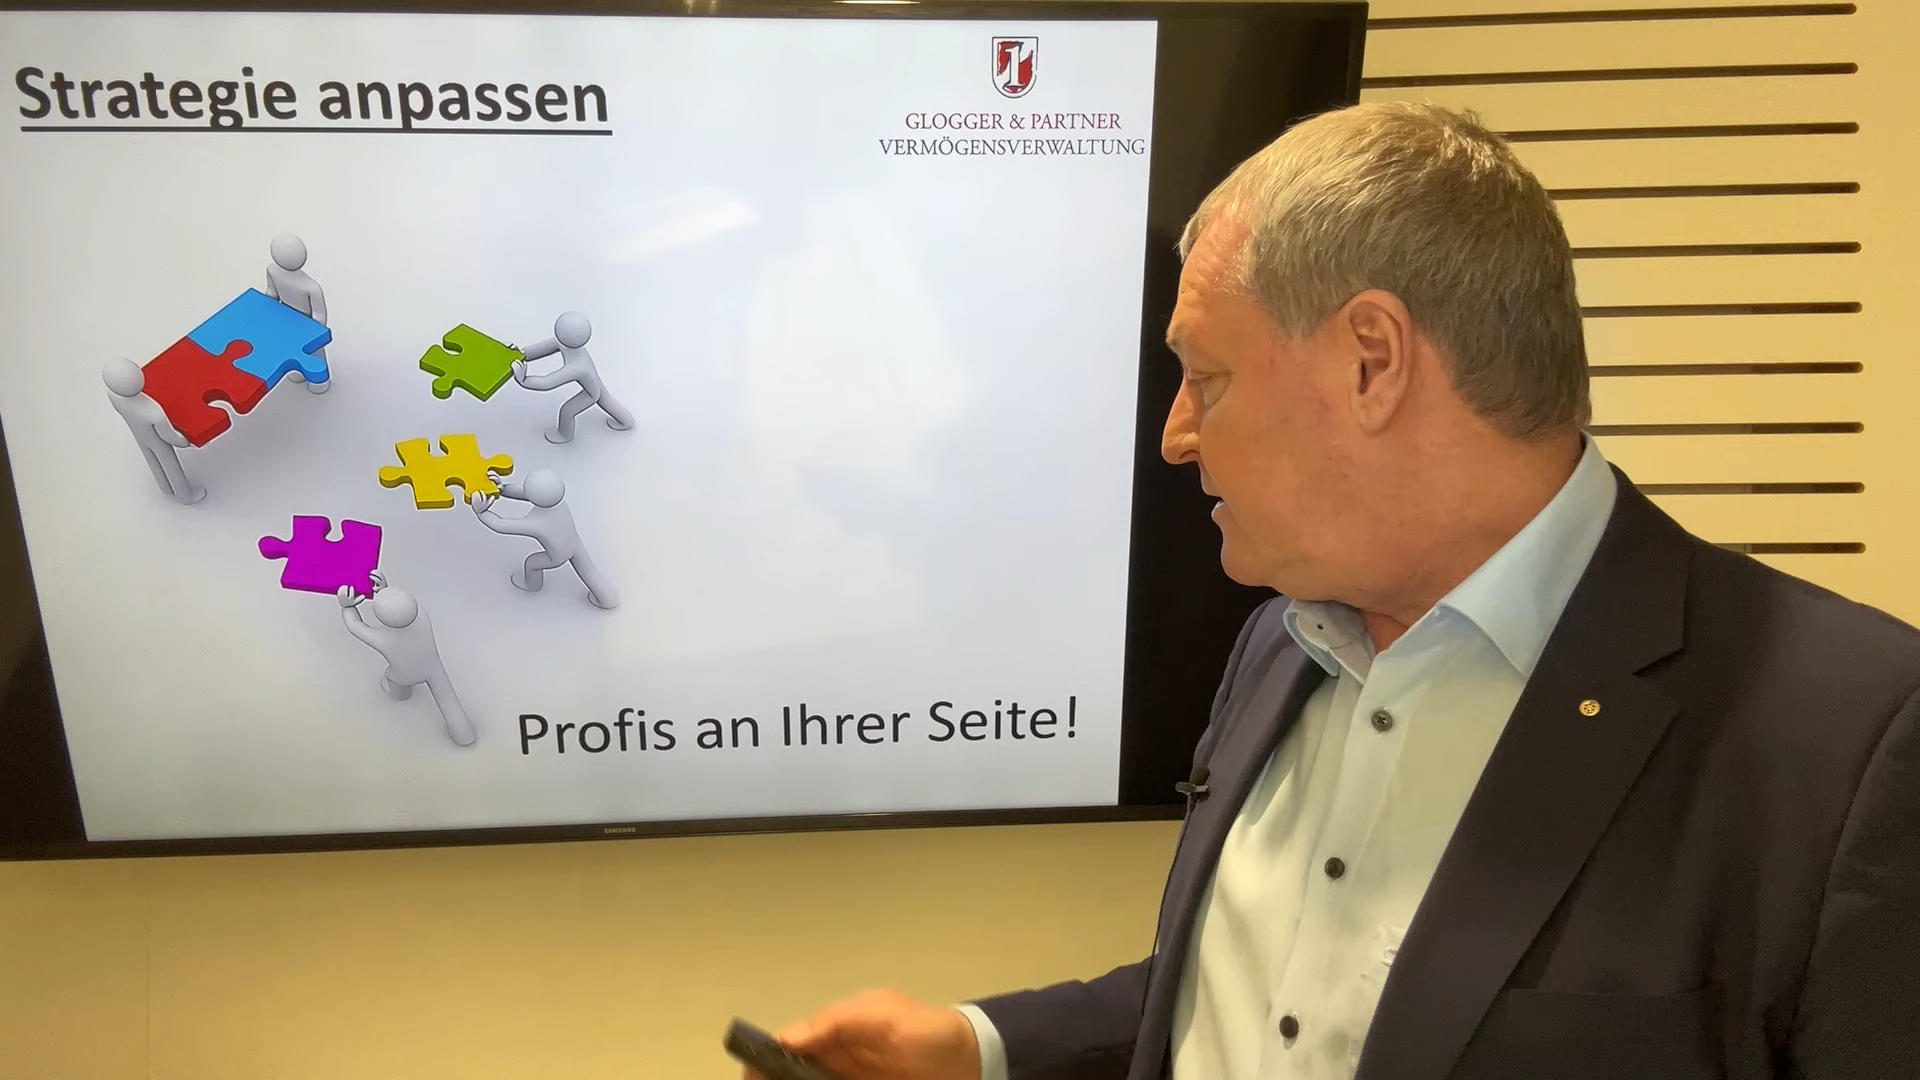 Strategie anpassen
GLOGGER & PARTNER
VERMÖGENSVERWALTUNG
Profis an Ihrer Seite!
SAMSUNG